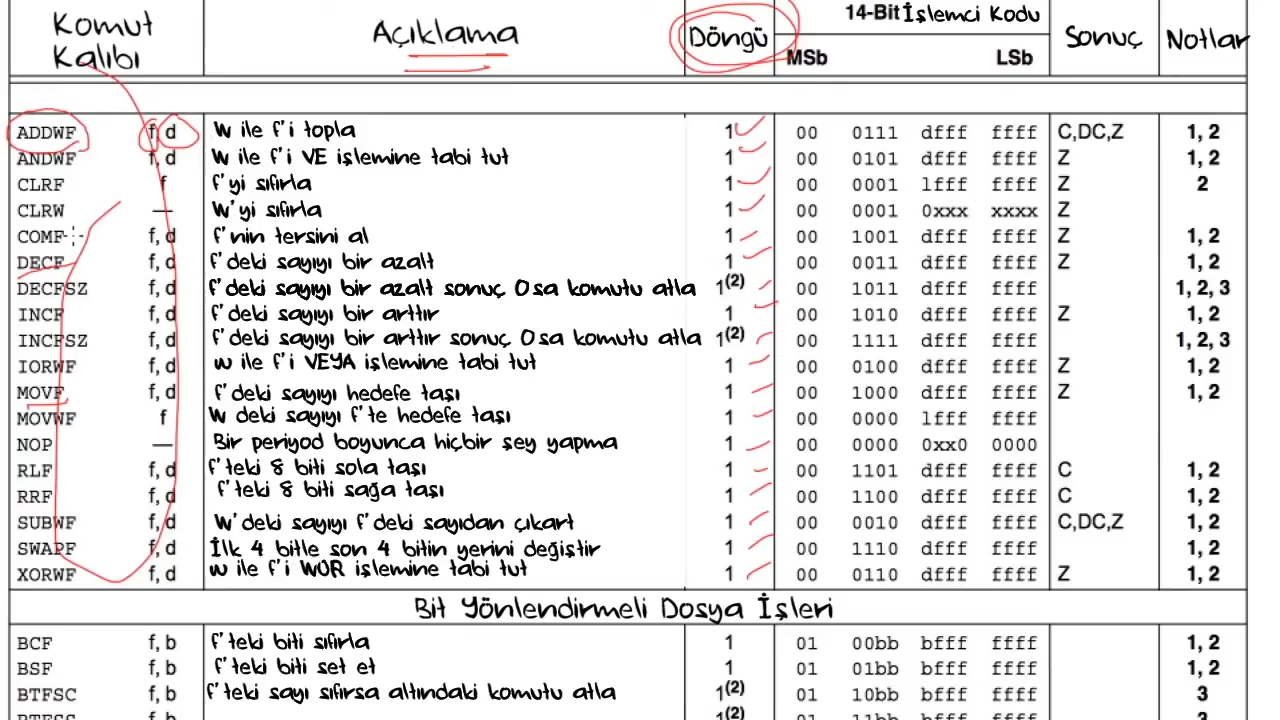 Komut Kalıbı Açıklama Döngü 14-Bit İşlemci Kodu MSb LSb Sonuç Notlar
ADDWF f, d W ile f'i topla 1 00 0111 dfff ffff C,DC,Z 1, 2
ANDWF f, d W ile f'i VE işlemine tabi tut 1 00 0101 dfff ffff Z 1, 2
CLRF f f'yi sıfırla 1 00 0001 lfff ffff Z 2
CLRW — W'yi sıfırla 1 00 0001 0xxx xxxx Z
COMF f, d f'nin tersini al 1 00 1001 dfff ffff Z 1, 2
DECF f, d f'deki sayıyı bir azalt 1 00 0011 dfff ffff Z 1, 2
DECFSZ f, d f'deki sayıyı bir azalt sonuç 0sa komutu atla 1(2) 00 1011 dfff ffff 1, 2, 3
INCF f, d f'deki sayıyı bir arttır 1 00 1010 dfff ffff Z 1, 2
INCFSZ f, d f'deki sayıyı bir arttır sonuç 0sa komutu atla 1(2) 00 1111 dfff ffff 1, 2, 3
IORWF f, d w ile f'i VEYA işlemine tabi tut 1 00 0100 dfff ffff Z 1, 2
MOVF f, d f'deki sayıyı hedefe taşı 1 00 1000 dfff ffff Z 1, 2
MOVWF f W deki sayıyı f'te hedefe taşı 1 00 0000 lfff ffff
NOP — Bir periyod boyunca hiçbir şey yapma 1 00 0000 0xx0 0000
RLF f, d f'teki 8 biti sola taşı 1 00 1101 dfff ffff C 1, 2
RRF f, d f'teki 8 biti sağa taşı 1 00 1100 dfff ffff C 1, 2
SUBWF f, d W'deki sayıyı f'deki sayıdan çıkart 1 00 0010 dfff ffff C,DC,Z 1, 2
SWAPF f, d İlk 4 bitle son 4 bitin yerini değiştir 1 00 1110 dfff ffff 1, 2
XORWF f, d w ile f'i WOR işlemine tabi tut 1 00 0110 dfff ffff Z 1, 2
Bit Yönlendirmeli Dosya İşleri
BCF f, b f'teki biti sıfırla 1 01 00bb bfff ffff 1, 2
BSF f, b f'teki biti set et 1 01 01bb bfff ffff 1, 2
BTFSC f, b f'teki sayı sıfırsa altındaki komutu atla 1(2) 01 10bb bfff ffff 3
f, b 1(2) 01 11bb bfff ffff 3